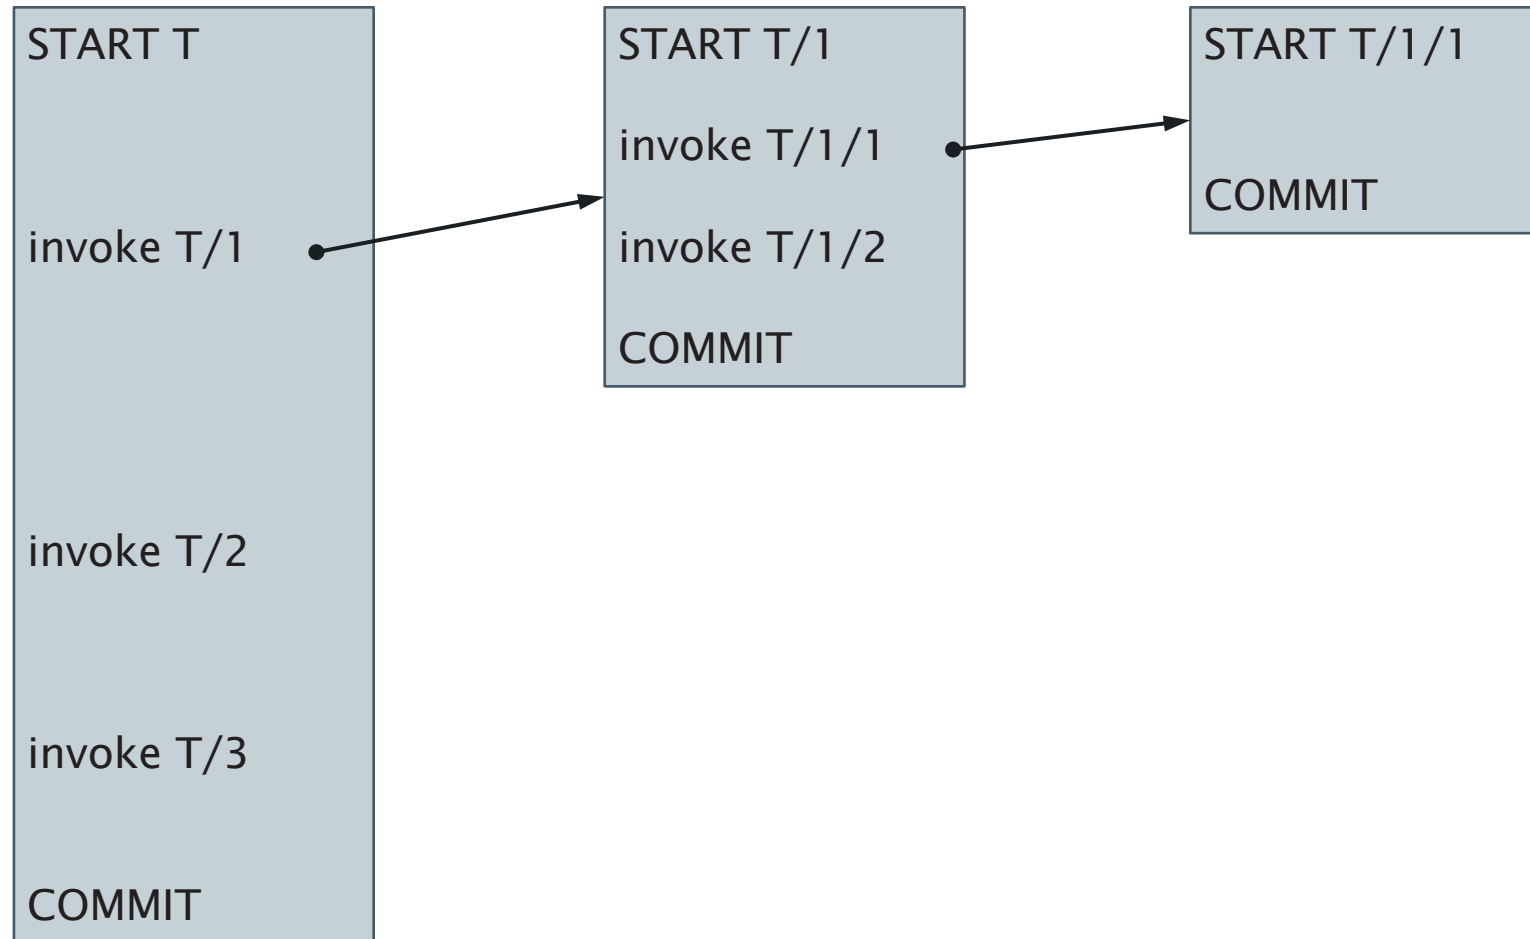 START T
invoke T/1
invoke T/2
invoke T/3
COMMIT
START T/1
invoke T/1/1
invoke T/1/2
COMMIT
START T/1/1
COMMIT